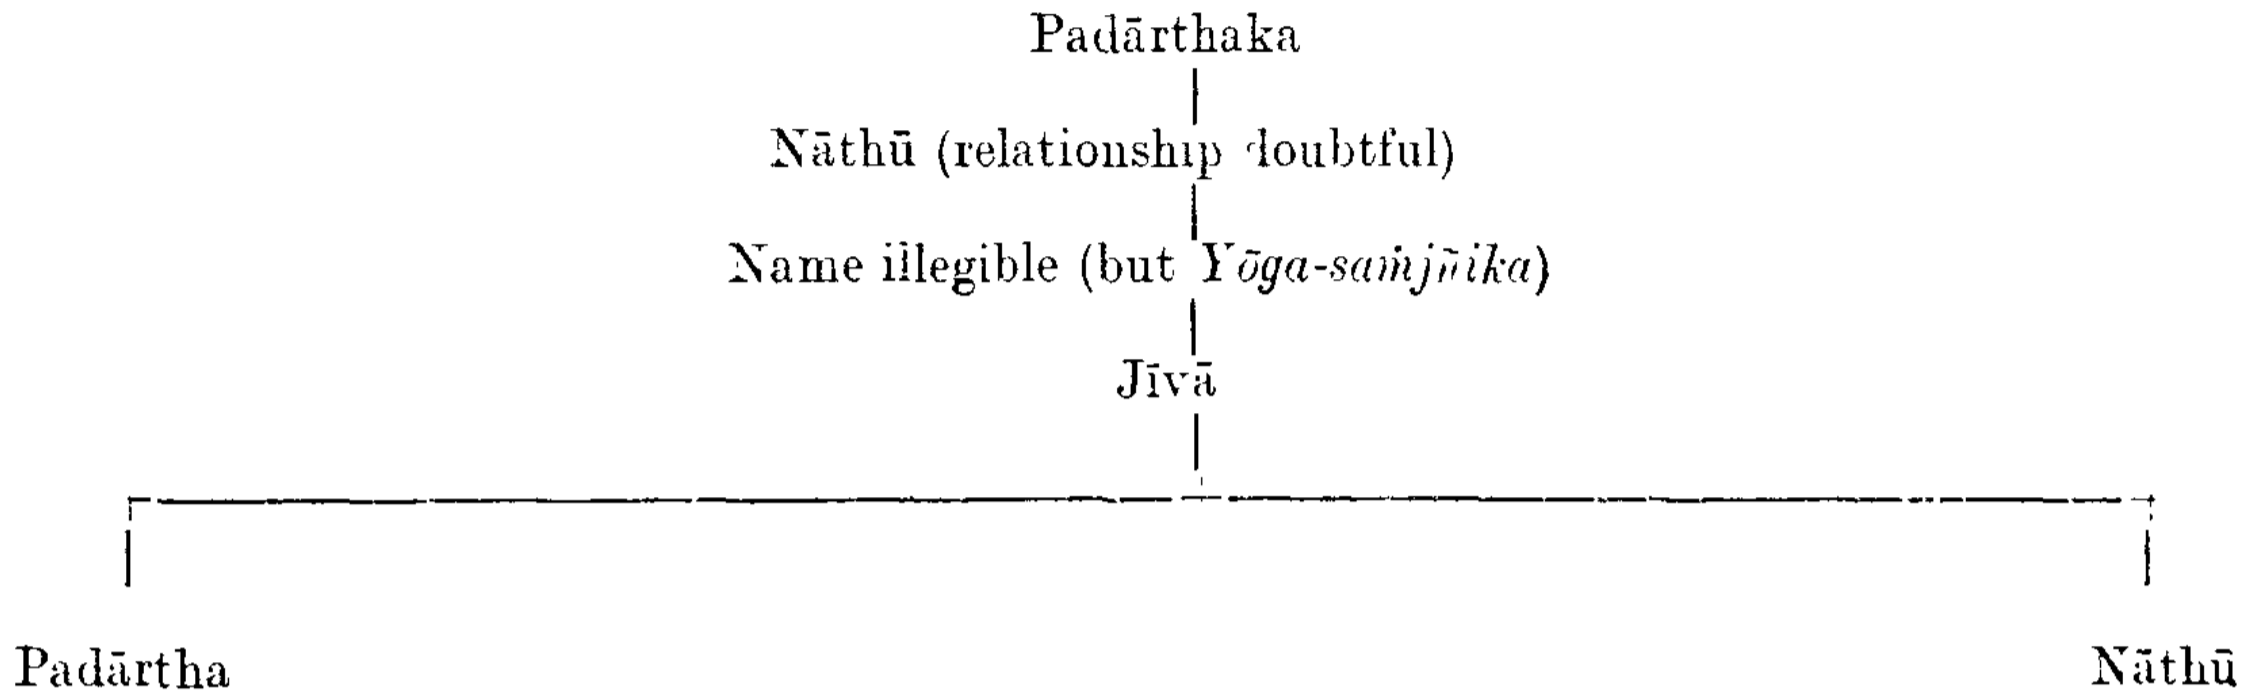 Padārthaka
Nāthū (relationship doubtful)
Name illegible (but Yōga-saṁjñika)
Jīvā
Padārtha Nāthū